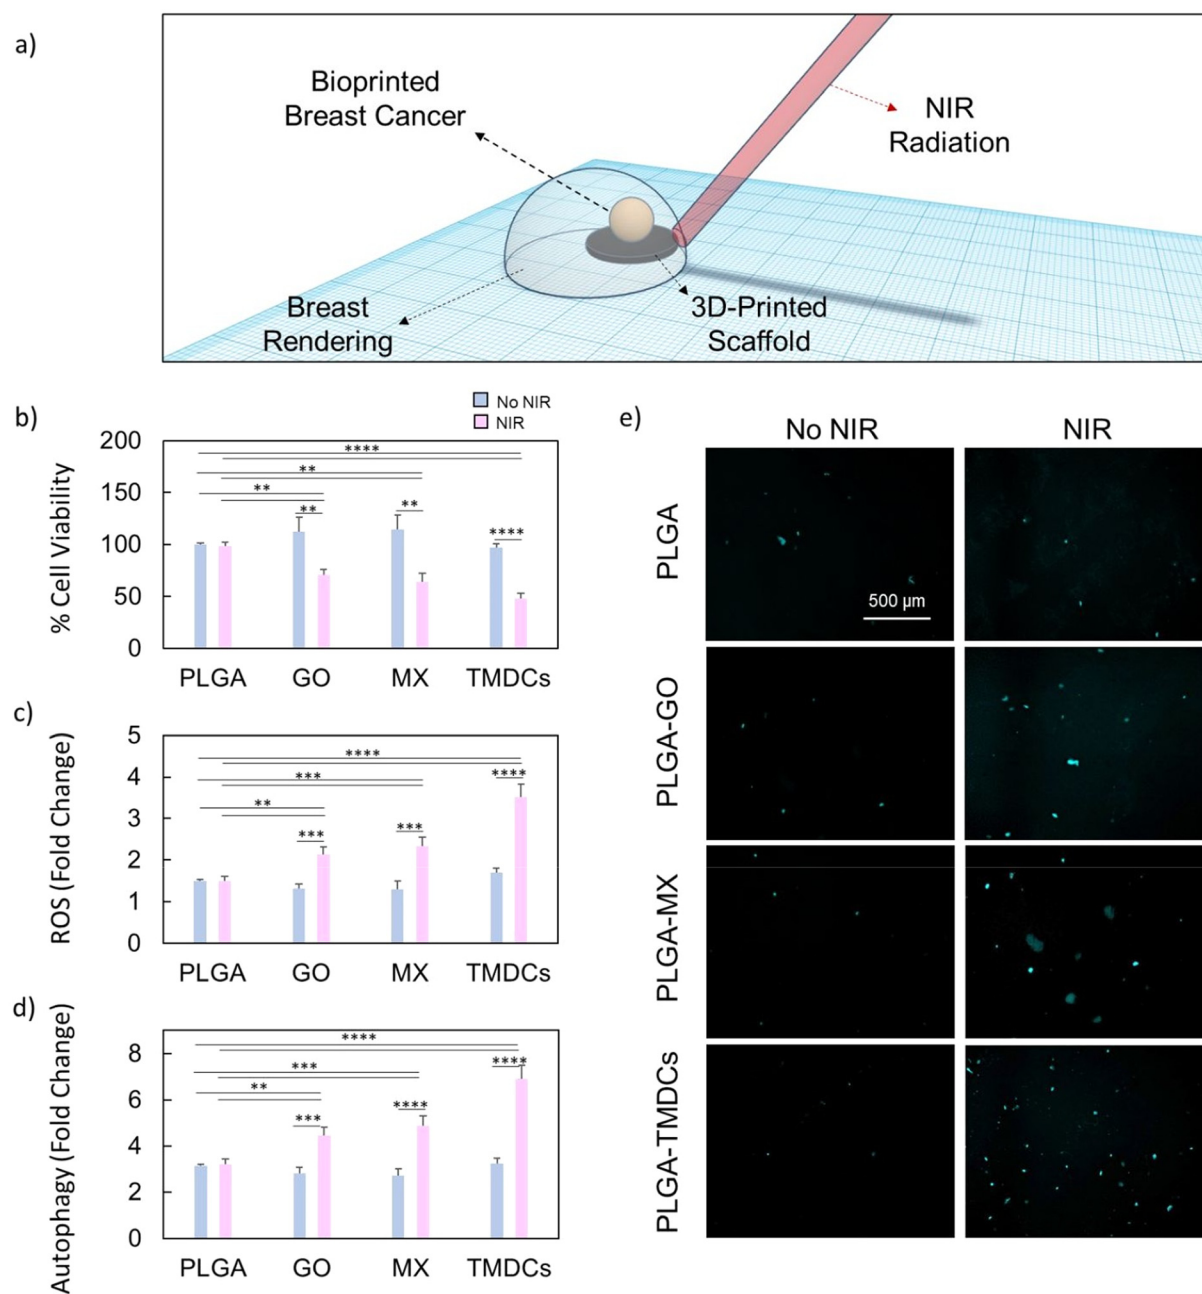 a)
Bioprinted
Breast Cancer
NIR
Radiation
Breast
Rendering
3D-Printed
Scaffold
b)
No NIR
NIR
% Cell Viability
200
150
100
50
0
****
**
**
**
**
****
PLGA GO MX TMDCs
c)
ROS (Fold Change)
5
4
3
2
1
0
****
***
**
***
***
****
PLGA GO MX TMDCs
d)
Autophagy (Fold Change)
8
6
4
2
0
****
***
**
***
****
****
PLGA GO MX TMDCs
e)
No NIR NIR
PLGA
500 µm
PLGA-GO
PLGA-MX
PLGA-TMDCs